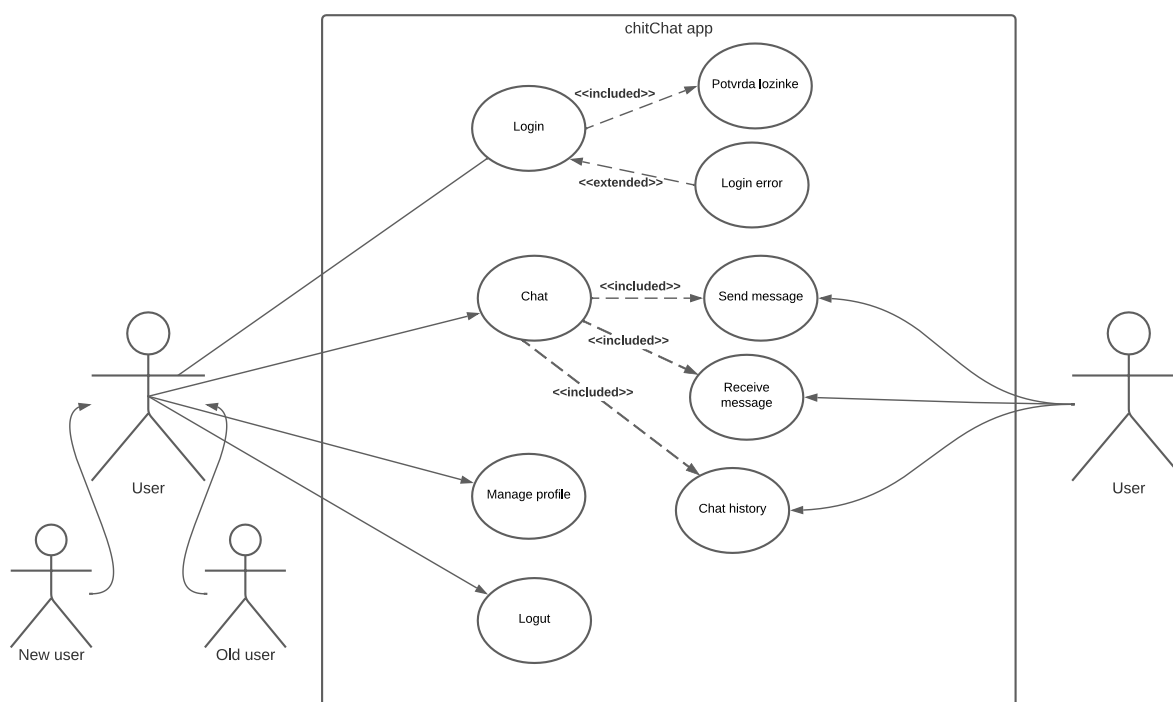 chitChat app
Potvrda lozinke
<<included>>
Login
<<extended>>
Login error
<<included>>
Chat
Send message
<<included>>
Receive
message
<<included>>
User
User
Manage profile
Chat history
Logut
New user
Old user